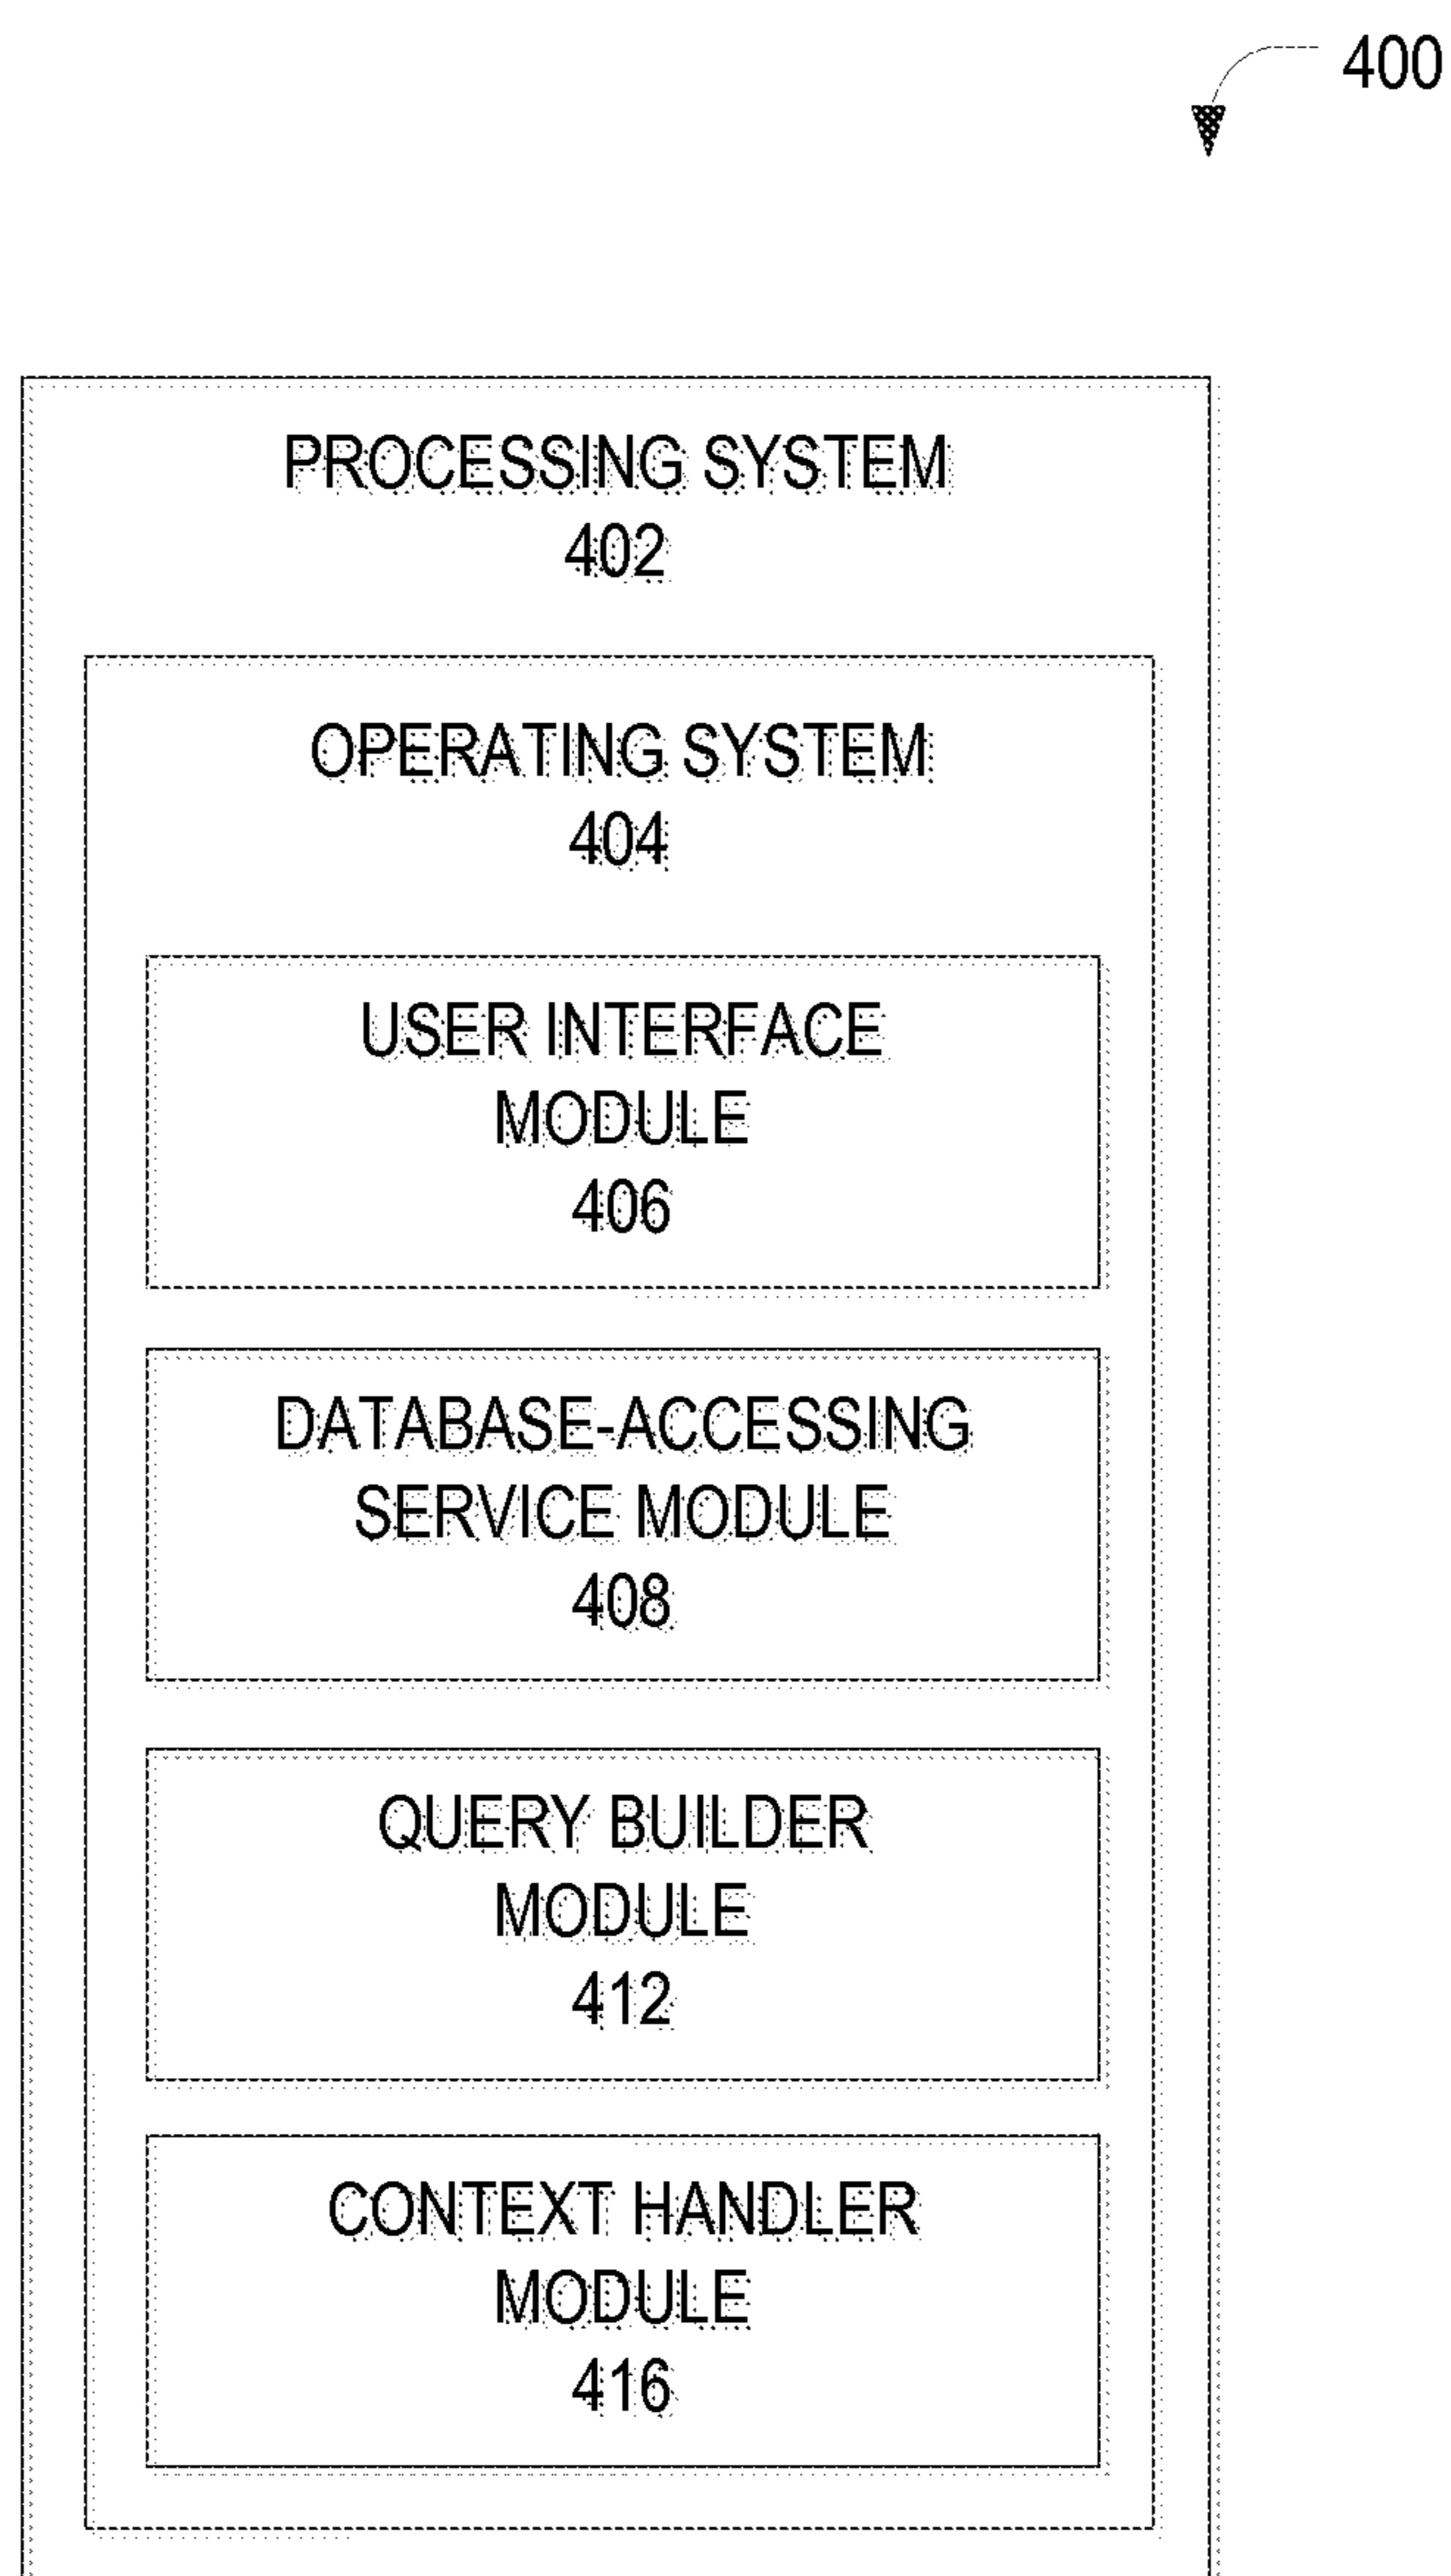 400
PROCESSING SYSTEM
402
OPERATING SYSTEM
404
USER INTERFACE
MODULE
406
DATABASE-ACCESSING
SERVICE MODULE
408
QUERY BUILDER
MODULE
412
CONTEXT HANDLER
MODULE
416